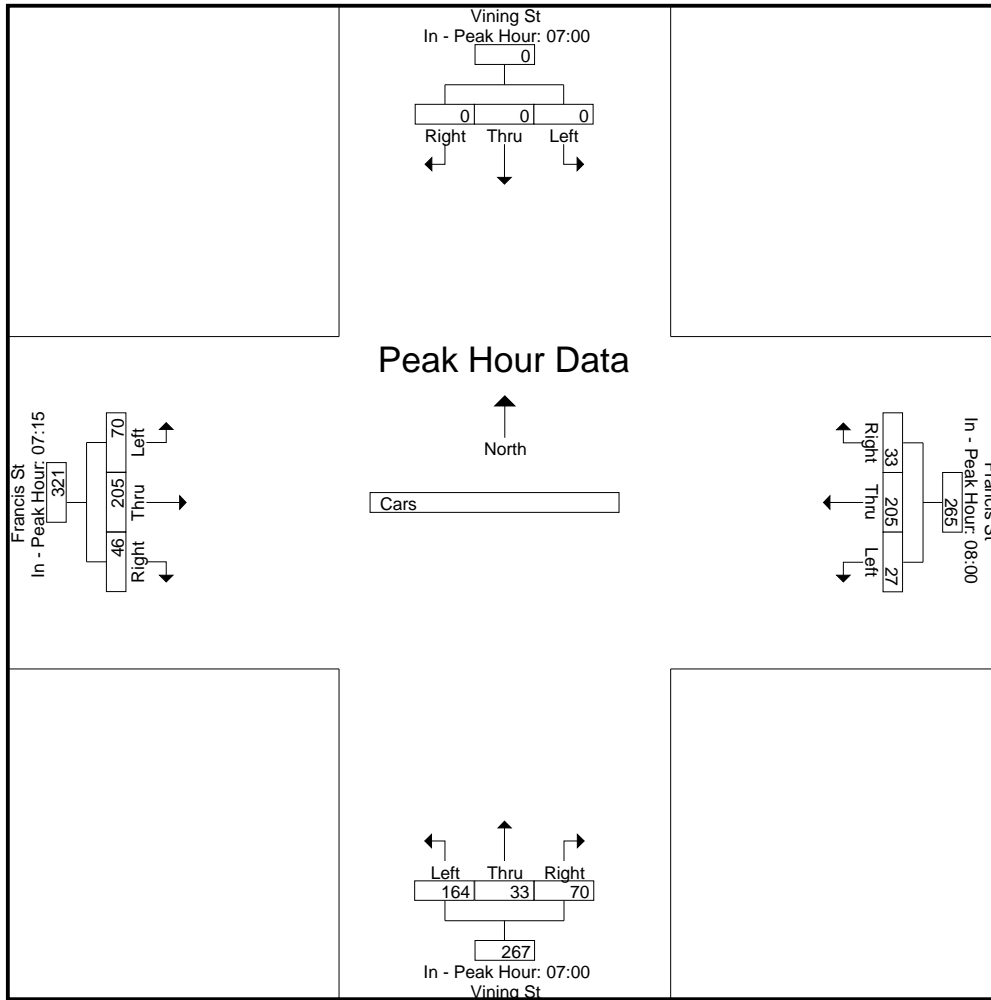 Vining St
In - Peak Hour: 07:00
0
0 0 0
Right Thru Left
Peak Hour Data
North
Cars
Francis St
In - Peak Hour: 07:15
321
70 205 46
Left Thru Right
Right Thru Left
33 205 27
265
In - Peak Hour: 08:00
Francis St
Left Thru Right
164 33 70
267
In - Peak Hour: 07:00
Vining St